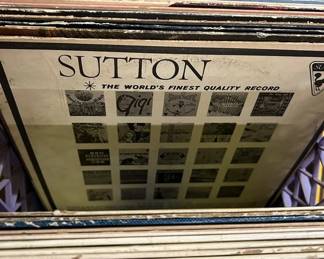 SUTTON
* THE WORLD'S FINEST QUALITY RECORD
Gigi